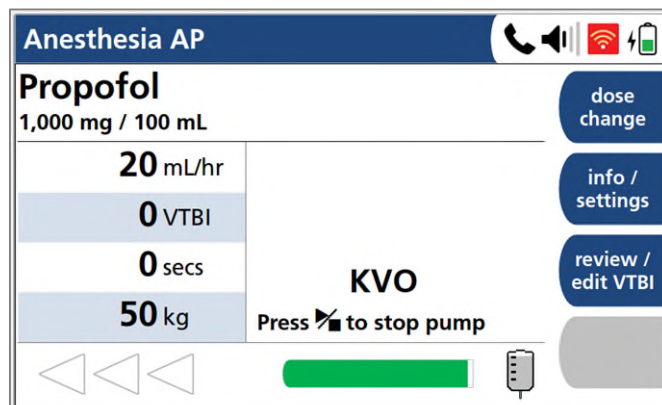 Anesthesia AP
Propofol
1,000 mg / 100 mL
20 mL/hr
0 VTBI
0 secs
50 kg
KVO
Press to stop pump
dose
change
info /
settings
review /
edit VTBI